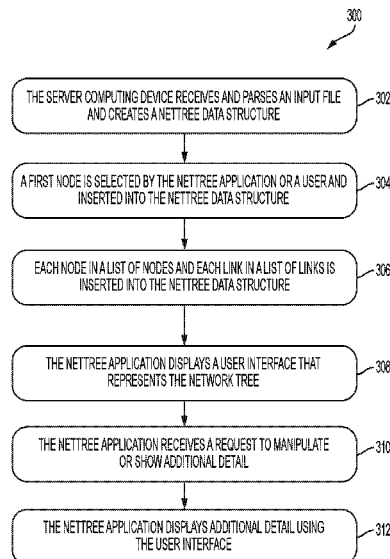 300
THE SERVER COMPUTING DEVICE RECEIVES AND PARSES AN INPUT FILE
AND CREATES A NETTREE DATA STRUCTURE
302
A FIRST NODE IS SELECTED BY THE NETTREE APPLICATION OR A USER AND
INSERTED INTO THE NETTREE DATA STRUCTURE
304
EACH NODE IN A LIST OF NODES AND EACH LINK IN A LIST OF LINKS IS
INSERTED INTO THE NETTREE DATA STRUCTURE
306
THE NETTREE APPLICATION DISPLAYS A USER INTERFACE THAT
REPRESENTS THE NETWORK TREE
308
THE NETTREE APPLICATION RECEIVES A REQUEST TO MANIPULATE
OR SHOW ADDITIONAL DETAIL
310
THE NETTREE APPLICATION DISPLAYS ADDITIONAL DETAIL USING
THE USER INTERFACE
312